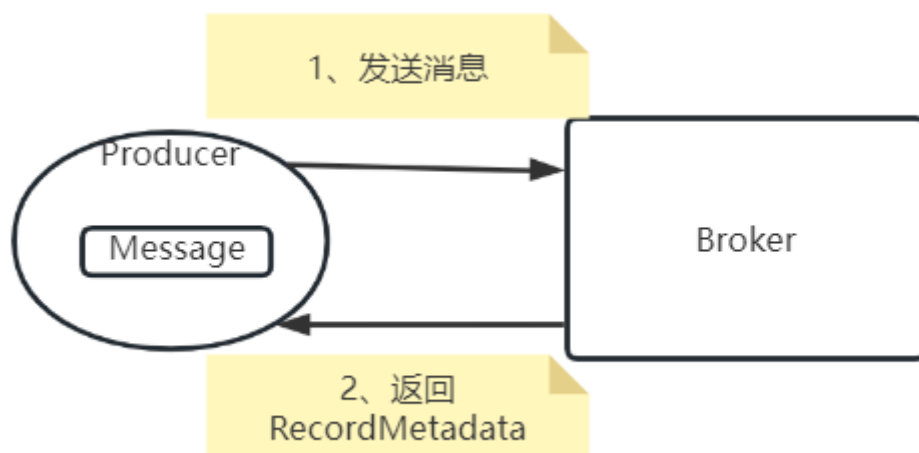 1、发送消息
Producer
Message
Broker
2、返回
RecordMetadata